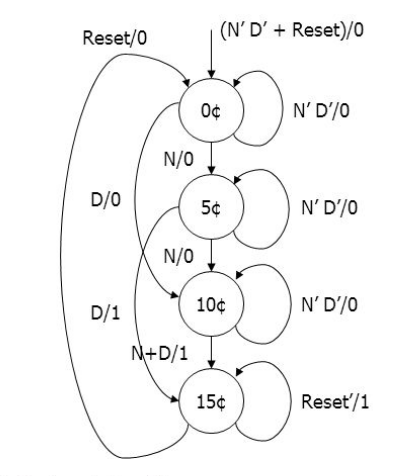 Reset/0
(N’ D’ + Reset)/0
0¢
N’ D’/0
N/0
D/0
5¢
N’ D’/0
N/0
10¢
N’ D’/0
D/1
N+D/1
15¢
Reset’/1